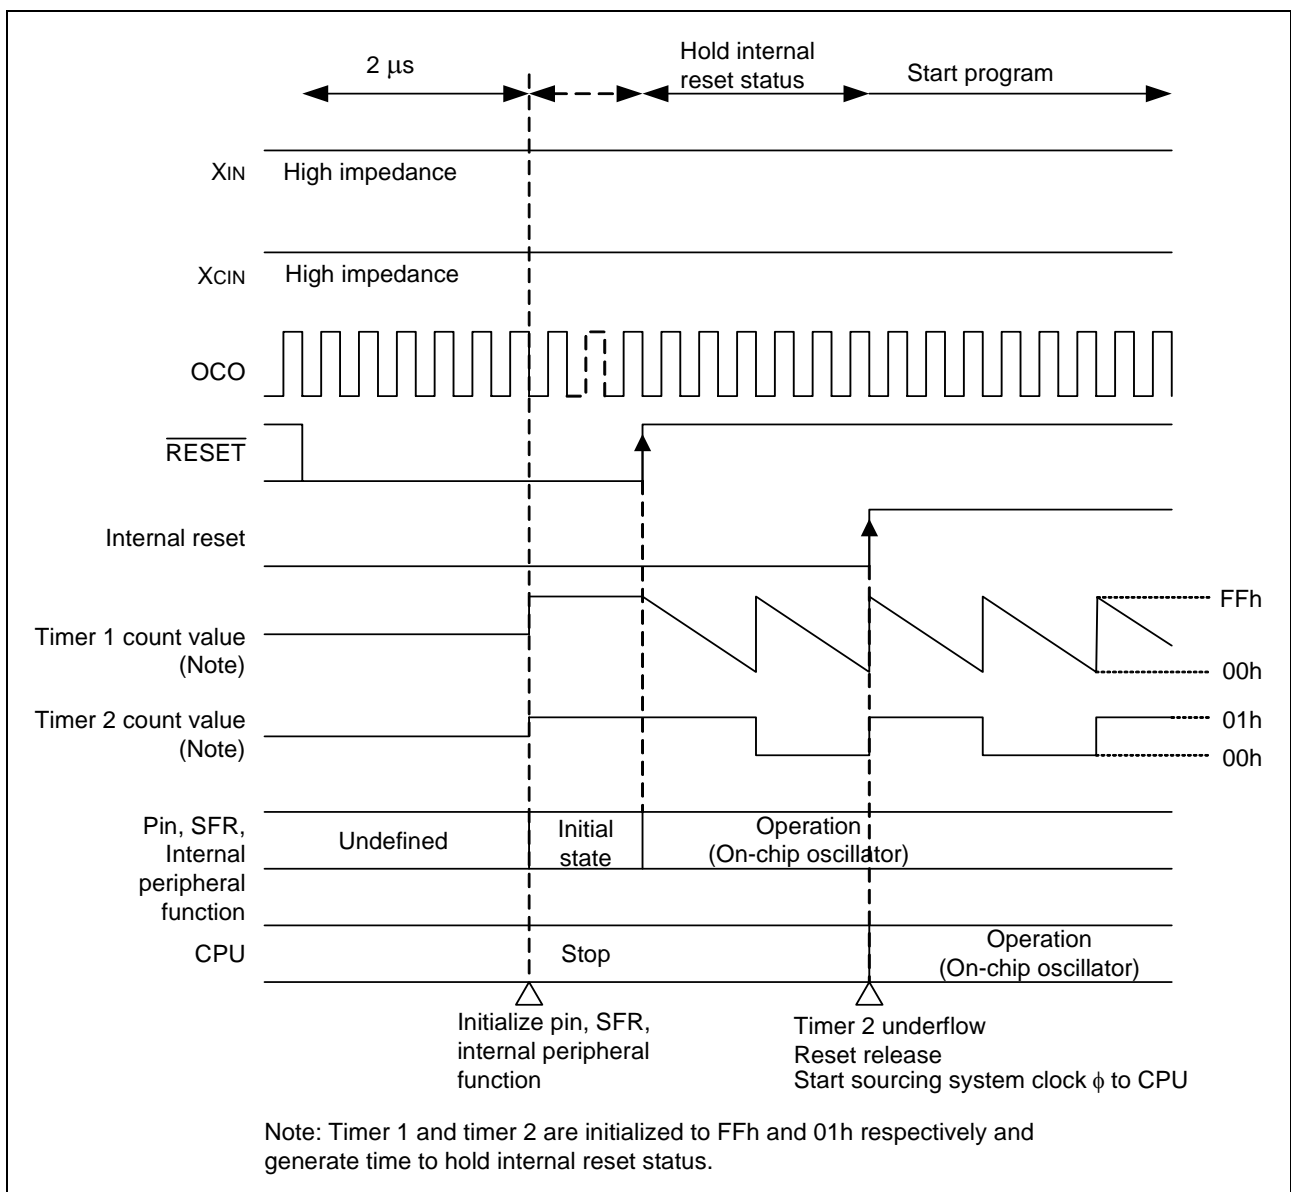 2 μs
Hold internal
reset status
Start program
XIN
High impedance
XCIN
High impedance
OCO
RESET
Internal reset
Timer 1 count value
(Note)
FFh
00h
Timer 2 count value
(Note)
01h
00h
Pin, SFR,
Internal
peripheral
function
Undefined
Initial
state
Operation
(On-chip oscillator)
CPU
Stop
Operation
(On-chip oscillator)
Initialize pin, SFR,
internal peripheral
function
Timer 2 underflow
Reset release
Start sourcing system clock ϕ to CPU
Note: Timer 1 and timer 2 are initialized to FFh and 01h respectively and
generate time to hold internal reset status.